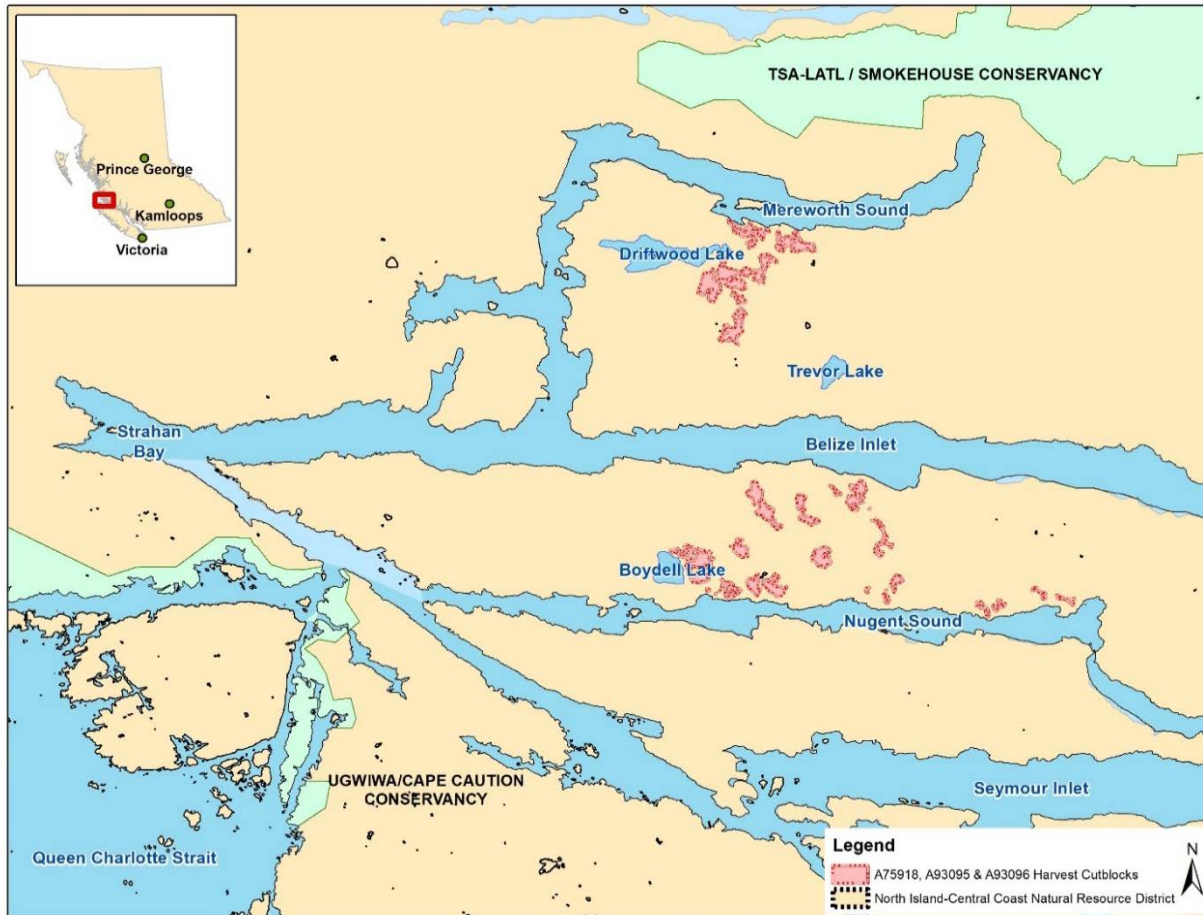 TSA-LATL / SMOKEHOUSE CONSERVANCY
Prince George
Kamloops
Victoria
Mereworth Sound
Driftwood Lake
Trevor Lake
Strahan
Bay
Belize Inlet
Boydell Lake
Nugent Sound
UGWIWA/CAPE CAUTION
CONSERVANCY
Seymour Inlet
Queen Charlotte Strait
Legend
N
A75918, A93095 & A93096 Harvest Cutblocks
North Island-Central Coast Natural Resource District